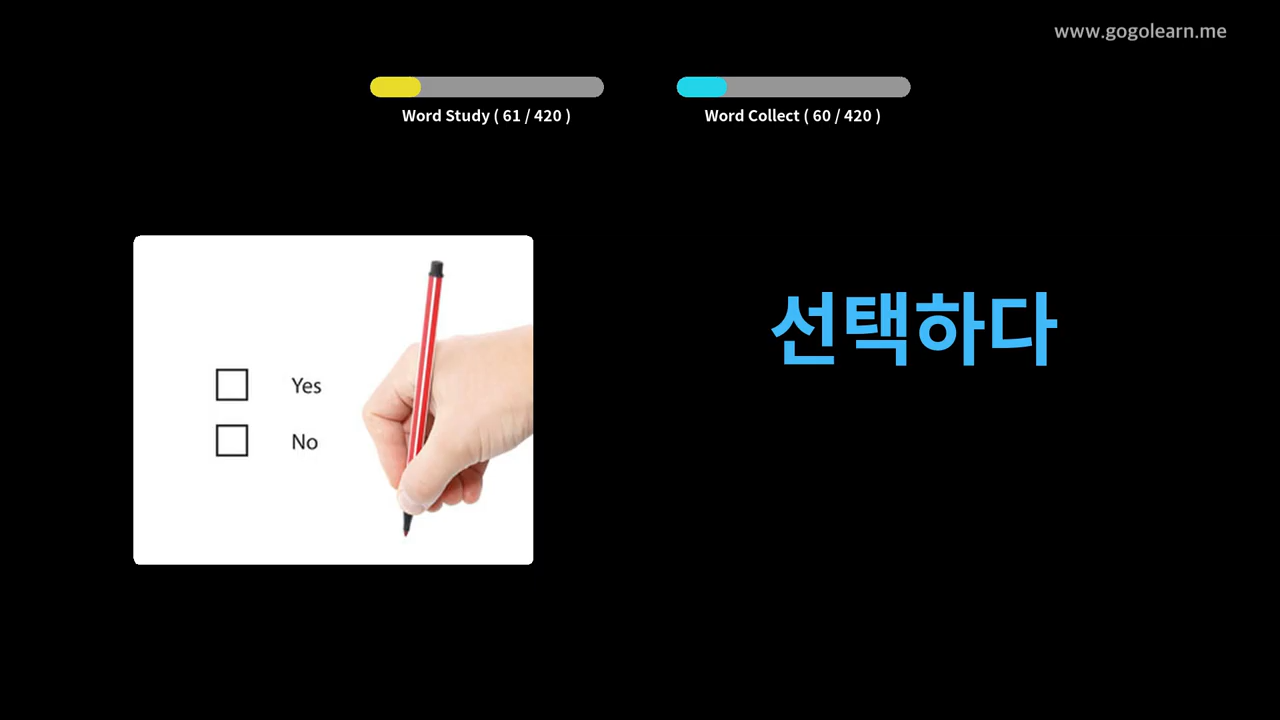 www.gogolearn.me
Word Study ( 61 / 420 )
Word Collect ( 60 / 420 )
Yes
No
선택하다